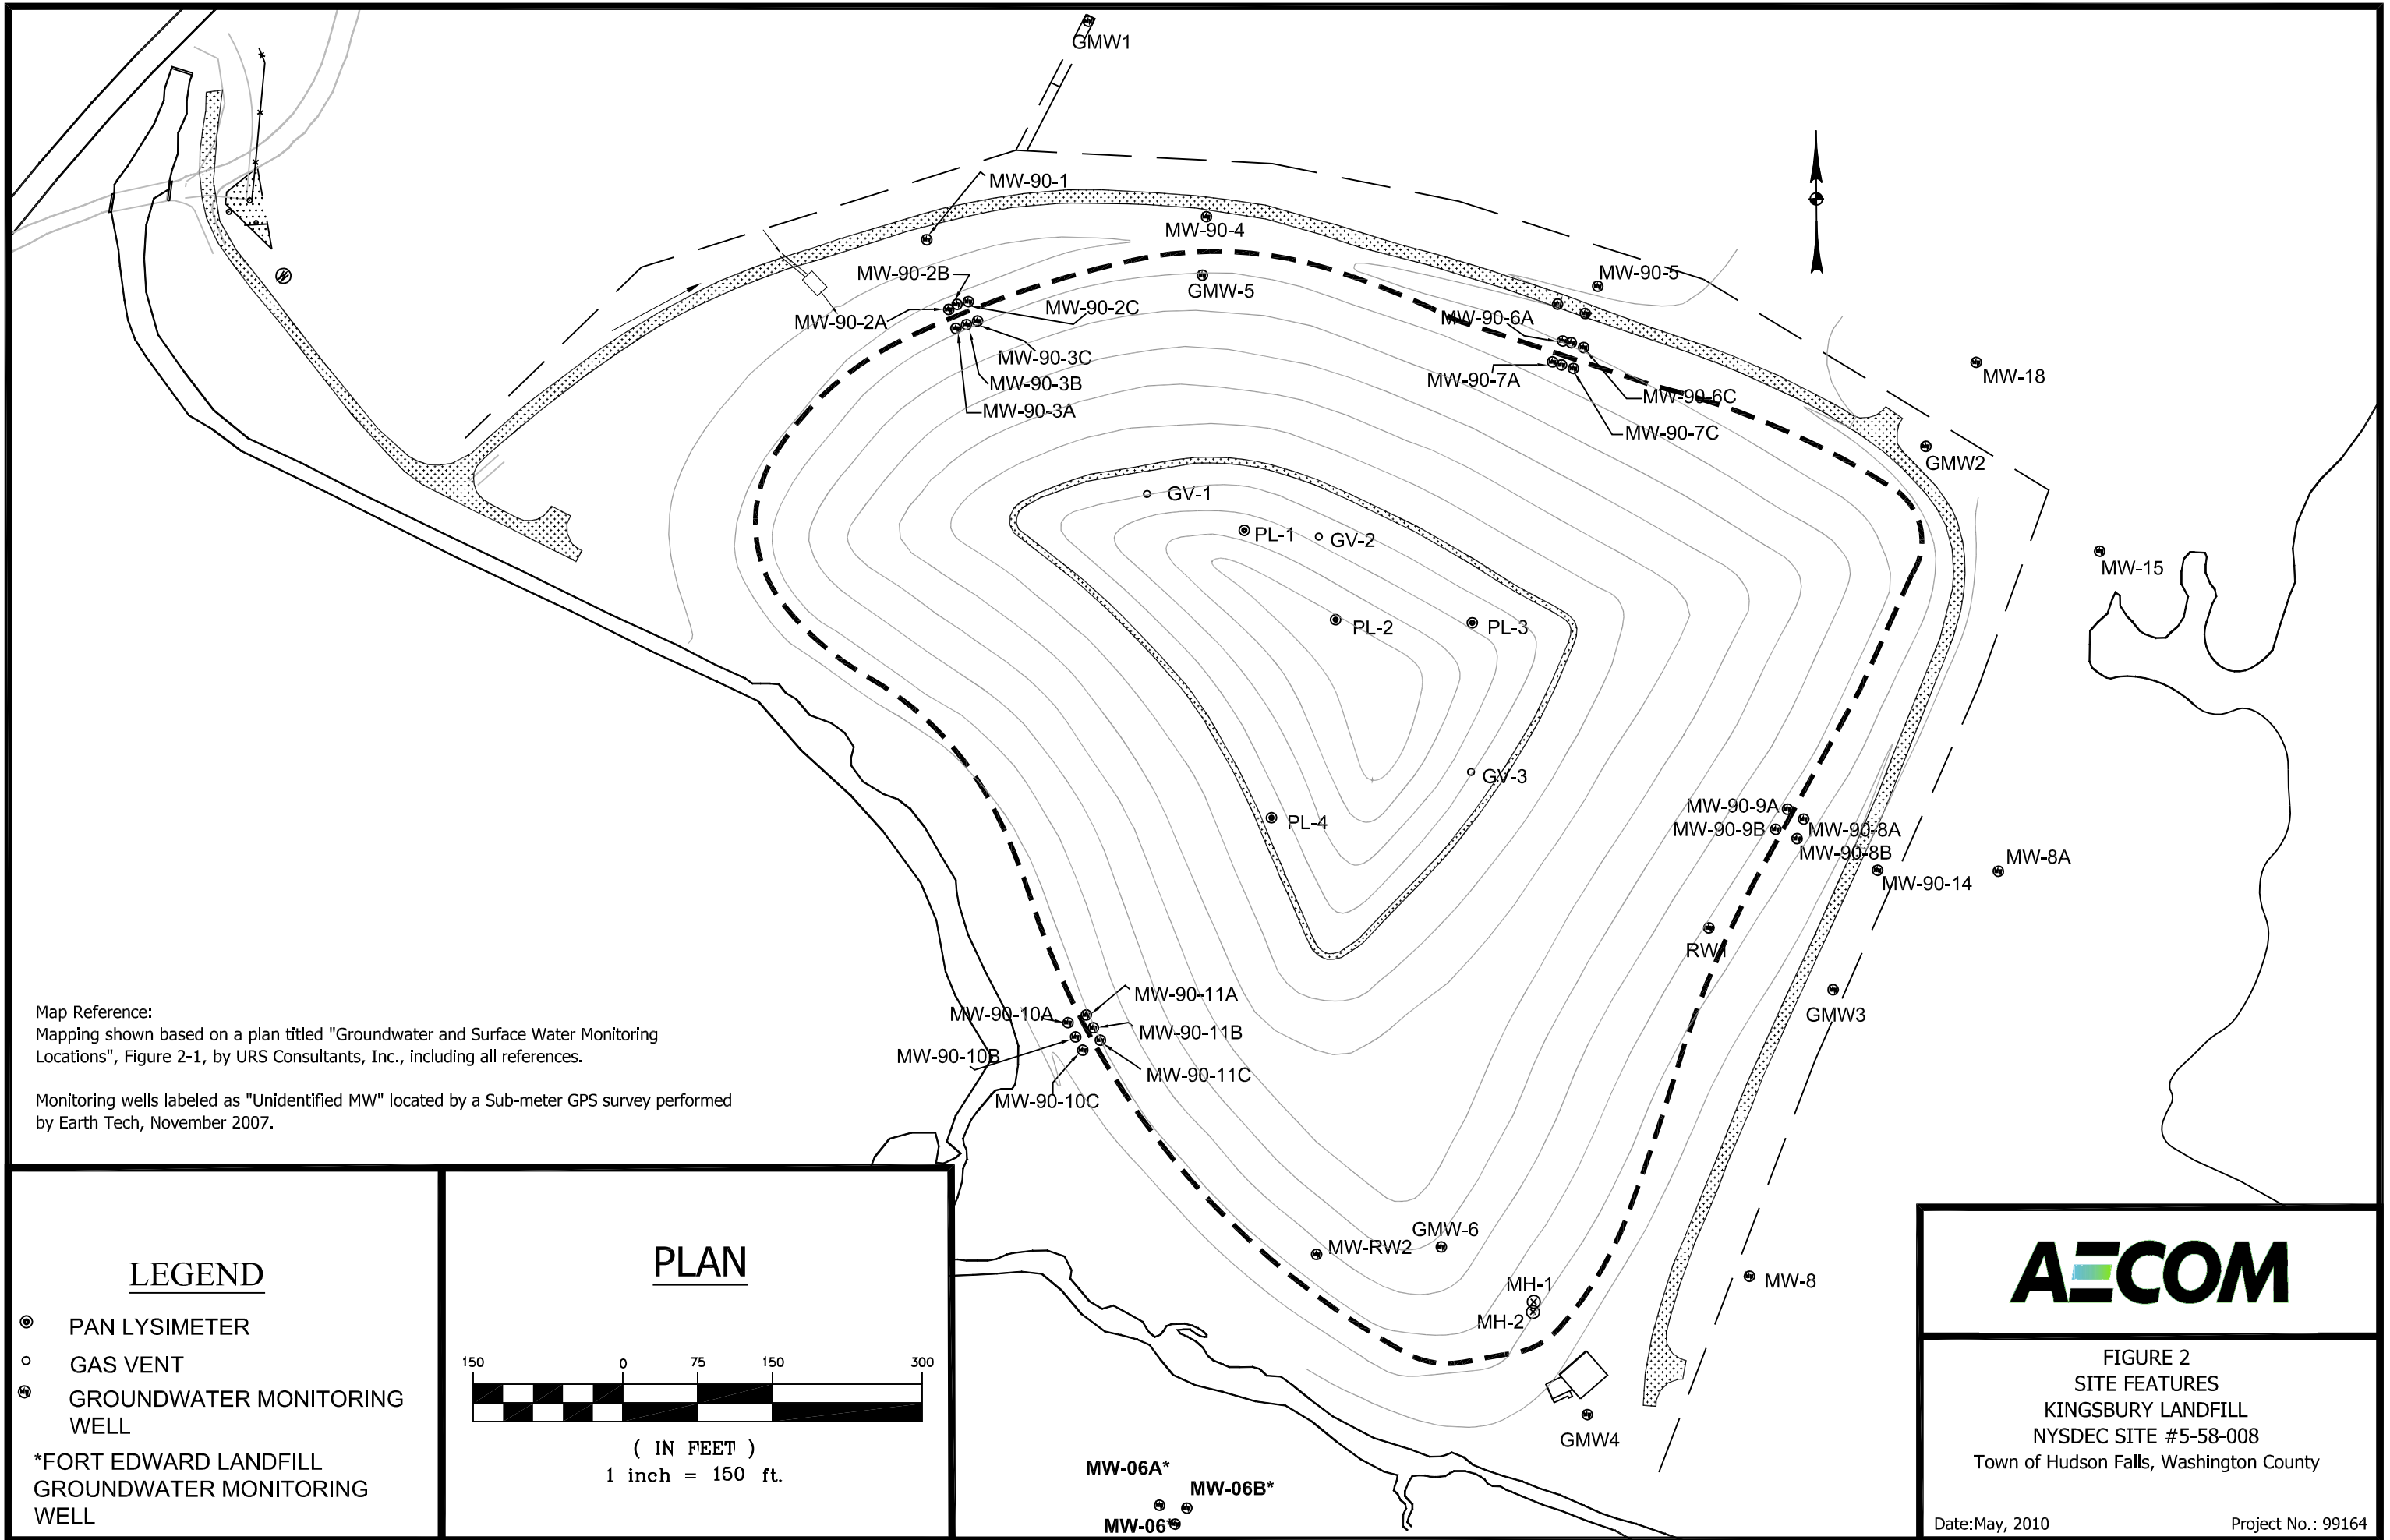 GMW1
MW-90-1
MW-90-4
MW-90-2B
GMW-5
MW-90-5
MW-90-2A
MW-90-2C
MW-90-6A
MW-90-3C
MW-90-3B
MW-90-3A
MW-90-7A
MW-90-6C
MW-90-7C
MW-18
GMW2
GV-1
PL-1
GV-2
MW-15
PL-2
PL-3
GV-3
PL-4
MW-90-9A
MW-90-9B
MW-90-8A
MW-90-8B
MW-8A
MW-90-14
RW1
MW-90-11A
MW-90-10A
MW-90-11B
GMW3
MW-90-10B
MW-90-11C
MW-90-10C
GMW-6
MW-RW2
MH-1
MH-2
MW-8
GMW4
MW-06A*
MW-06B*
MW-06*
Map Reference:
Mapping shown based on a plan titled "Groundwater and Surface Water Monitoring
Locations", Figure 2-1, by URS Consultants, Inc., including all references.
Monitoring wells labeled as "Unidentified MW" located by a Sub-meter GPS survey performed
by Earth Tech, November 2007.
LEGEND
PAN LYSIMETER
GAS VENT
GROUNDWATER MONITORING
WELL
*FORT EDWARD LANDFILL
GROUNDWATER MONITORING
WELL
PLAN
150 0 75 150 300
( IN FEET )
1 inch = 150 ft.
AECOM
FIGURE 2
SITE FEATURES
KINGSBURY LANDFILL
NYSDEC SITE #5-58-008
Town of Hudson Falls, Washington County
Date:May, 2010 Project No.: 99164